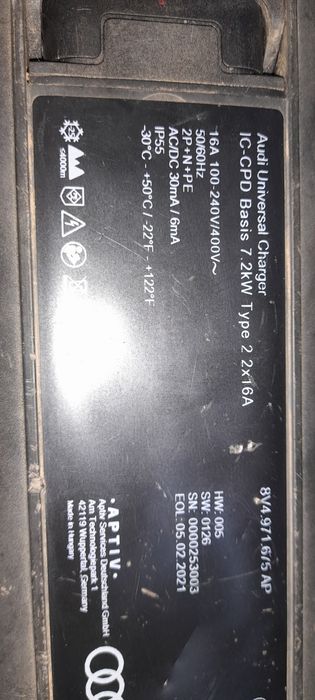 Audi Universal Charger
IC-CPD Basis 7.2kW Type 2 2x16A
16A 100-240V/400V~
50/60Hz
2P+N+PE
AC/DC 30mA / 6mA
IP55
-30°C - +50°C / -22°F - +122°F
≤4000m
8V4.971.675 AP
HW: 005
SW: 0126
SN: 0000253003
EOL: 05.02.2021
· A P T I V ·
Aptiv Services Deutschland GmbH
Am Technologiepark 1
42119 Wuppertal, Germany
Made in Hungary